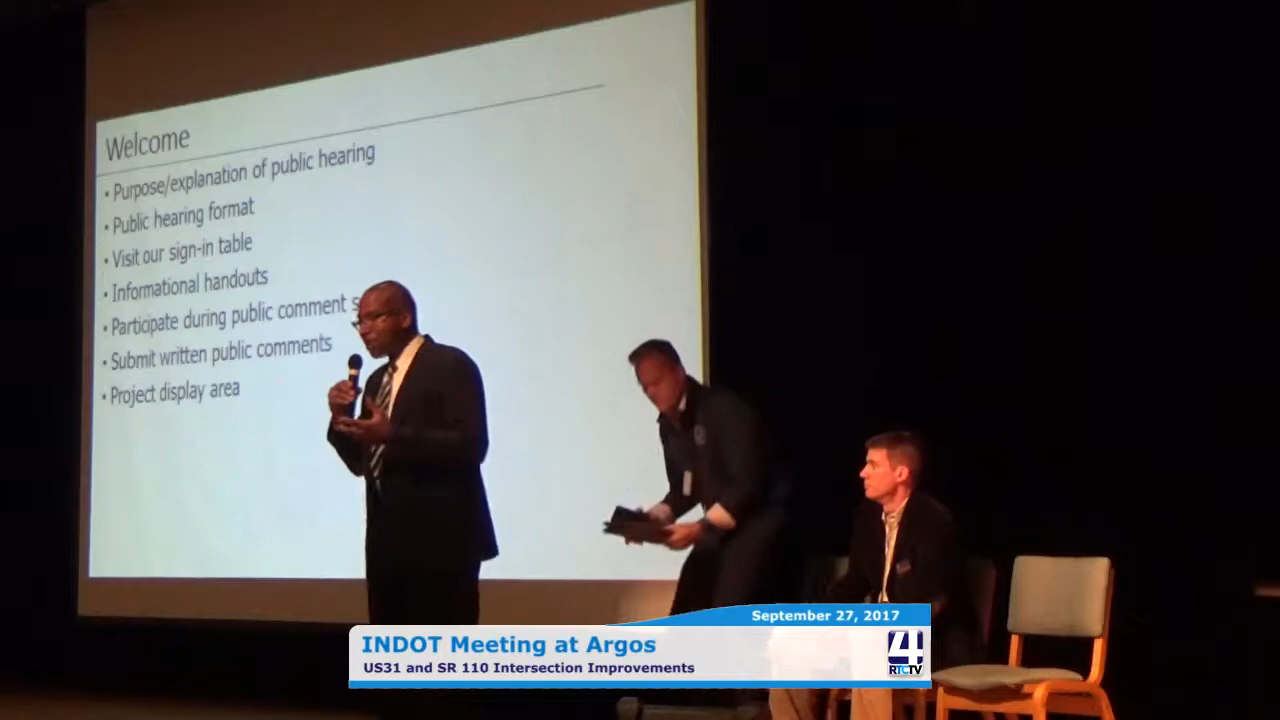 Welcome
• Purpose/explanation of public hearing
• Public hearing format
• Visit our sign-in table
• Informational handouts
• Participate during public comment
• Submit written public comments
• Project display area
September 27, 2017
INDOT Meeting at Argos
US31 and SR 110 Intersection Improvements
4
RTCTV